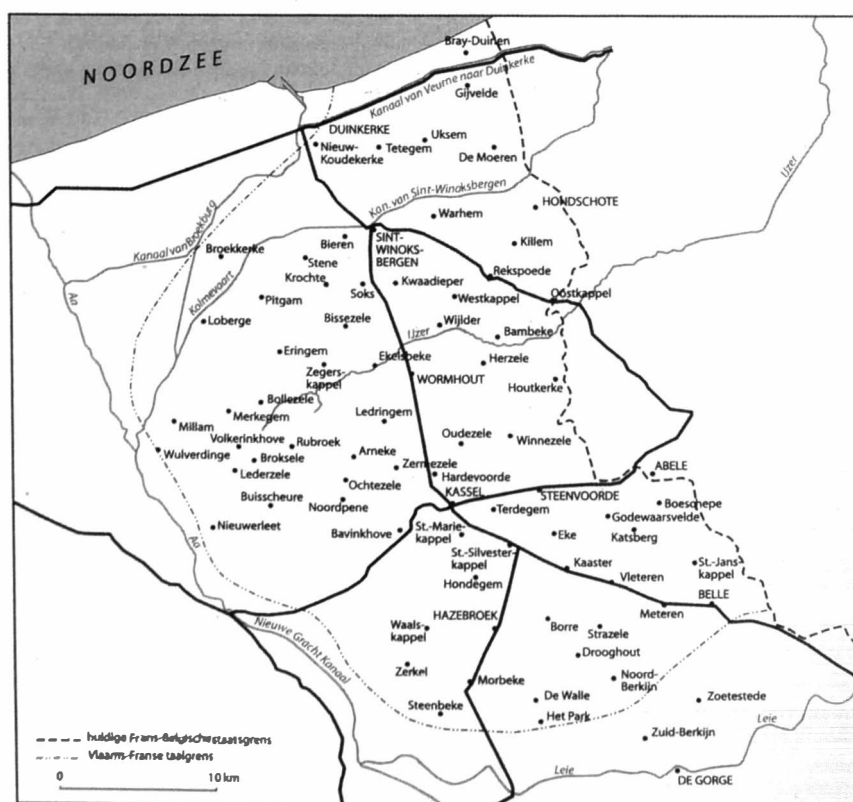 NOORDZEE
Bray-Duinen
Kanaal van Veurne naar Duinkerke
Gijvelde
DUINKERKE
Nieuw-
Koudekerke
Tetegem
Uksem
De Moeren
IJzer
Kan. van Sint-Winoksbergen
HONDSCHOTE
Warhem
Kanaal van Broekburg
Broekkerke
Bieren
SINT-
WINOKS-
BERGEN
Killem
Stene
Krochte
Kolmevaart
Soks
Kwaadieper
Rekspoede
Westkappel
Oostkappel
Aa
Pitgam
Loberge
Bissezele
Wijlder
IJzer
Bambeke
Eringem
Zegers-
kappel
Ekelsbeke
WORMHOUT
Herzele
Houtkerke
Bollezele
Merkegem
Millam
Ledringem
Volkerinkhove
Rubroek
Wulverdinge
Broksele
Lederzele
Arneke
Oudezele
Winnezele
Zermezele
Hardevoorde
ABELE
Buisscheure
Ochtezele
Noordpene
KASSEL
STEENVOORDE
Boeschepe
Terdegem
Godewaarsvelde
Nieuwerleet
Bavinkhove
St.-Marie-
kappel
Eke
Katsberg
Aa
St.-Silvester-
kappel
Hondegem
Kaaster
Vleteren
St.-Jans-
kappel
BELLE
Meteren
Nieuwe Gracht Kanaal
Waals-
kappel
HAZEBROEK
Borre
Strazele
Drooghout
Zerkel
Morbeke
Noord-
Berkijn
De Walle
Zoetestede
Steenbeke
Het Park
Zuid-Berkijn
Leie
Leie
DE GORGE
huldige Frans-Belgische staatsgrens
Vlaams-Franse taalgrens
0 10 km